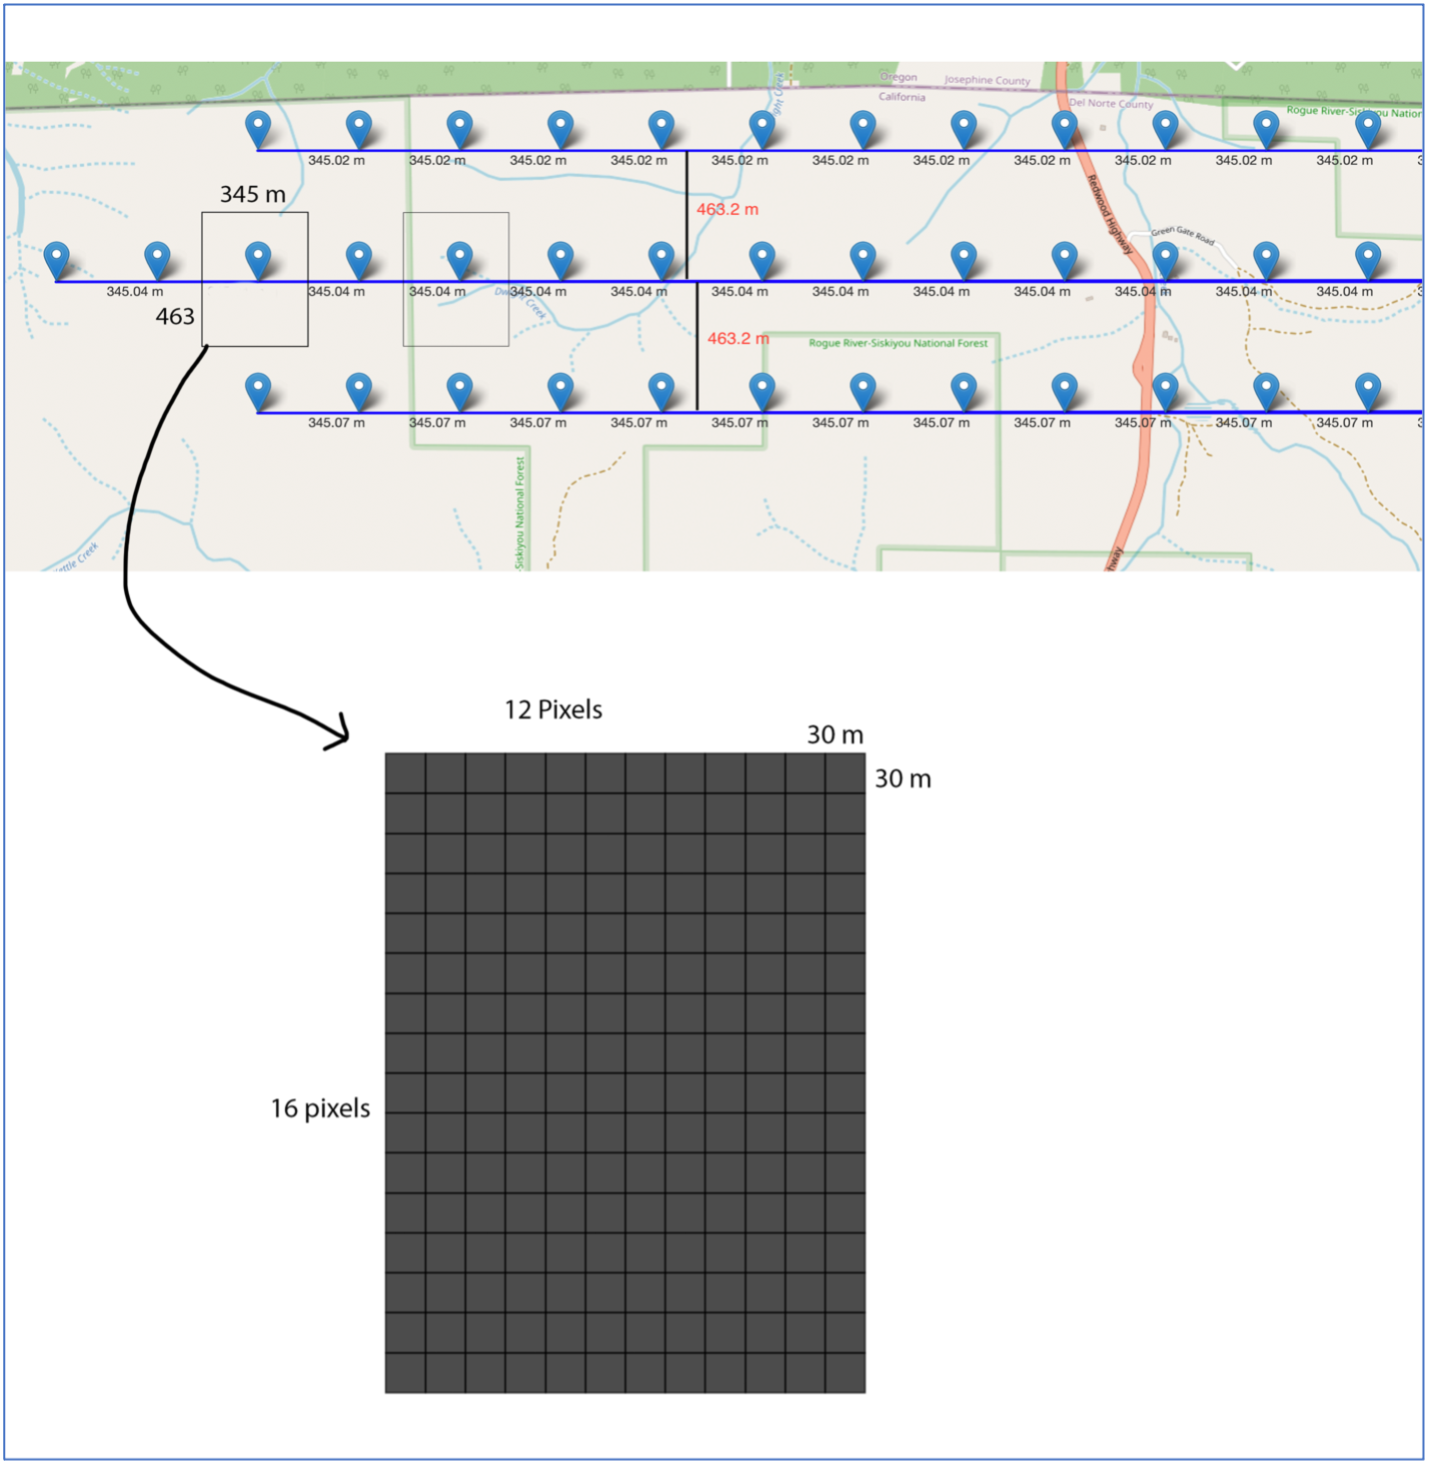 Oregon
Josephine County
California
Del Norte County
Rogue River-Siskiyou Nation
345.02 m 345.02 m 345.02 m 345.02 m 345.02 m 345.02 m 345.02 m 345.02 m 345.02 m 345.02 m 345.02 m 3
345 m
463.2 m
Redwood Highway
Green Gate Road
345.04 m 345.04 m 345.04 m 345.04 m 345.04 m 345.04 m 345.04 m 345.04 m 345.04 m 345.04 m 345.04 m 345.04 m
Creek
463
463.2 m
Rogue River-Siskiyou National Forest
345.07 m 345.07 m 345.07 m 345.07 m 345.07 m 345.07 m 345.07 m 345.07 m 345.07 m 345.07 m 345.07 m 3
-Siskiyou National Forest
ettle Creek
hway
12 Pixels
30 m
30 m
16 pixels